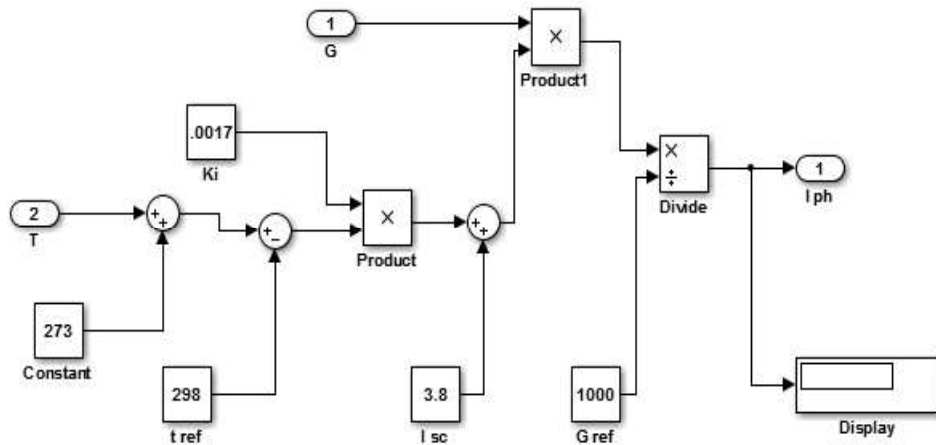 1
G
×
Product1
.0017
Ki
×
÷
Divide
1
I ph
2
T
+
+
+
−
×
Product
+
+
273
Constant
298
t ref
3.8
I sc
1000
G ref
Display